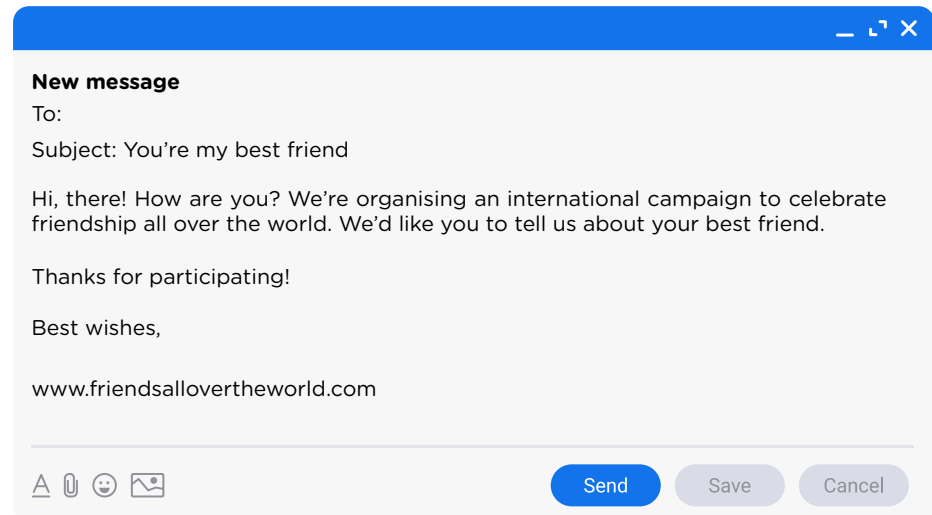 New message
To:
Subject: You’re my best friend
Hi, there! How are you? We’re organising an international campaign to celebrate
friendship all over the world. We’d like you to tell us about your best friend.
Thanks for participating!
Best wishes,
www.friendsallovertheworld.com
A
Send
Save
Cancel